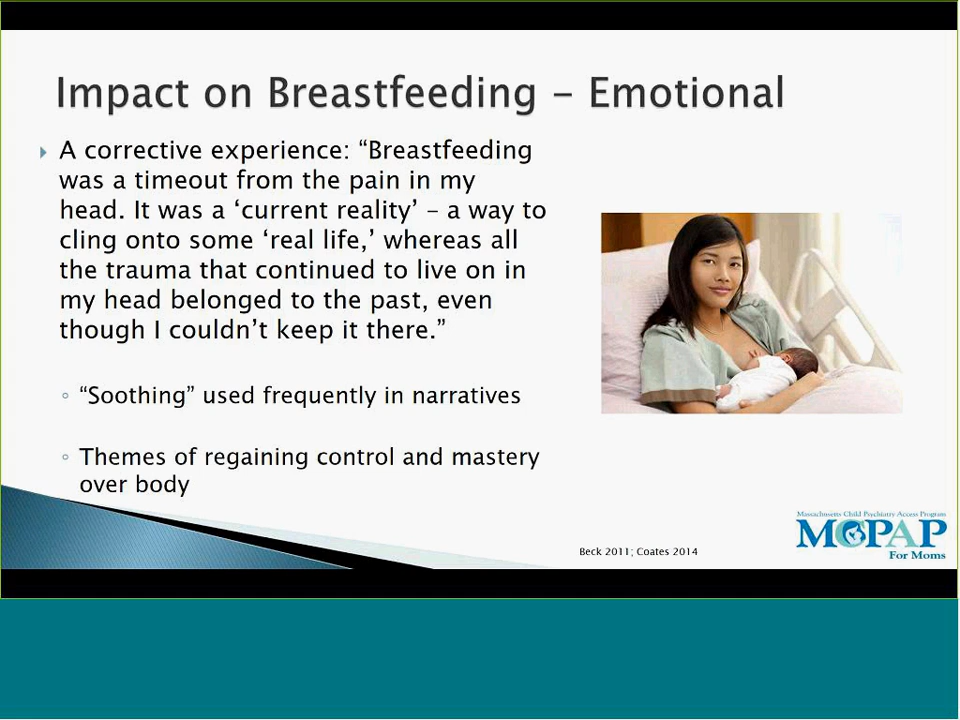 Impact on Breastfeeding - Emotional
A corrective experience: “Breastfeeding
was a timeout from the pain in my
head. It was a ‘current reality’ – a way to
cling onto some ‘real life,’ whereas all
the trauma that continued to live on in
my head belonged to the past, even
though I couldn’t keep it there.”
“Soothing” used frequently in narratives
Themes of regaining control and mastery
over body
Beck 2011; Coates 2014
Massachusetts Child Psychiatry Access Program
MCPAP
For Moms